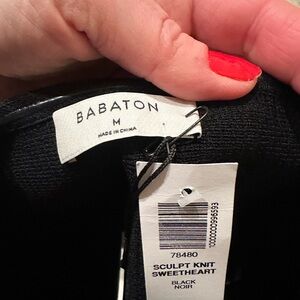 BABATON
M
MADE IN CHINA
78480
SCULPT KNIT
SWEETHEART
BLACK
NOIR